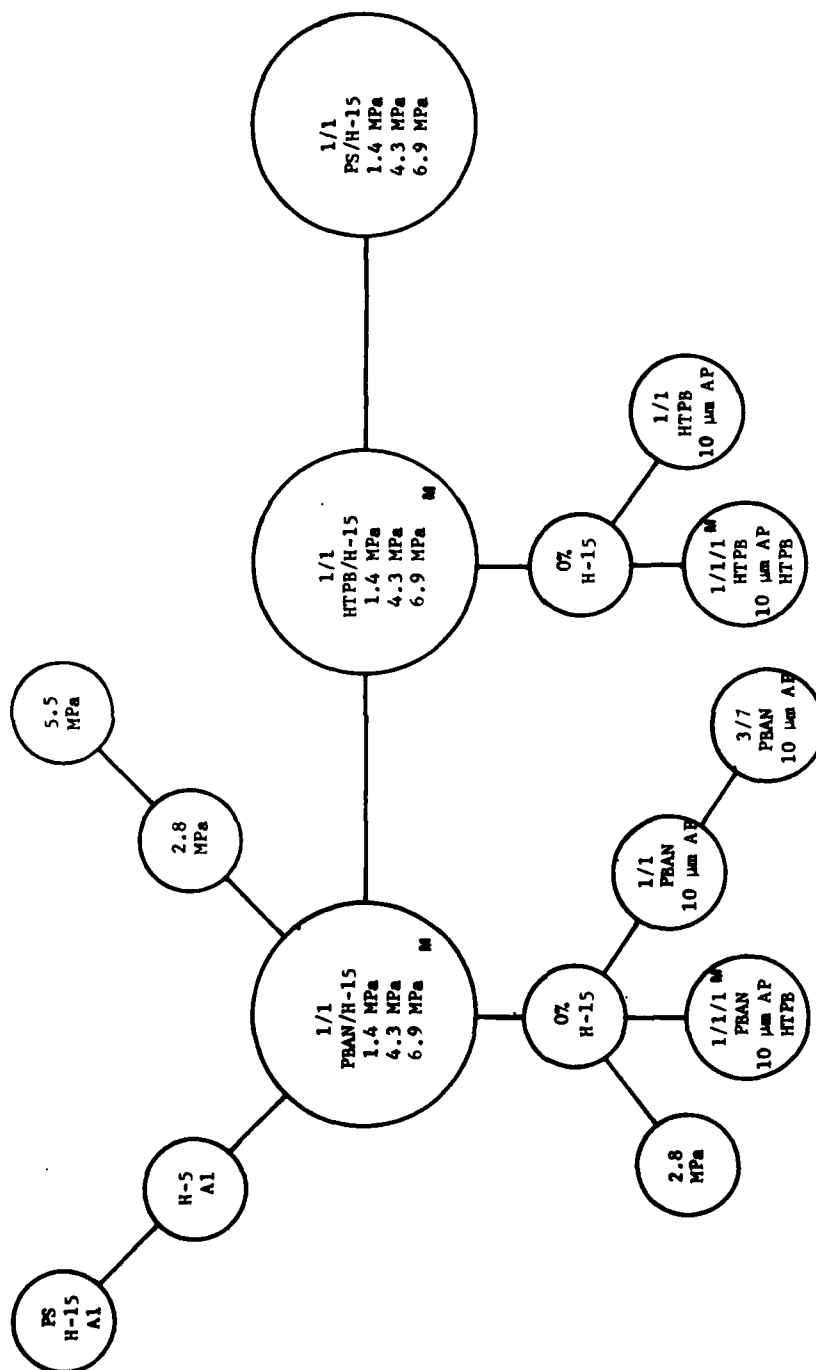 PS
H-15
Al
5.5
MPa
H-5
Al
2.8
MPa
1/1
PBAN/H-15
1.4 MPa
4.3 MPa
6.9 MPa
M
1/1
HTPB/H-15
1.4 MPa
4.3 MPa
6.9 MPa
M
1/1
PS/H-15
1.4 MPa
4.3 MPa
6.9 MPa
0%
H-15
0%
H-15
2.8
MPa
1/1/1 M
PBAN
10 µm AP
HTPB
1/1
PBAN
10 µm AP
3/7
PBAN
10 µm AP
1/1/1 M
HTPB
10 µm AP
HTPB
1/1
HTPB
10 µm AP